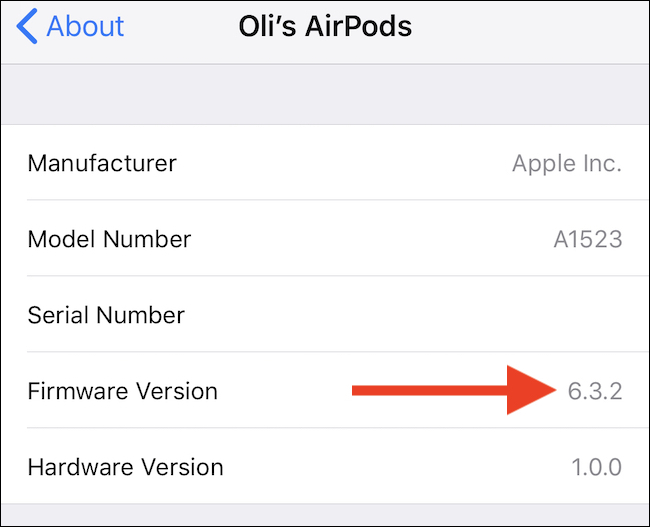 About
Oli’s AirPods
Manufacturer
Apple Inc.
Model Number
A1523
Serial Number
Firmware Version
6.3.2
Hardware Version
1.0.0